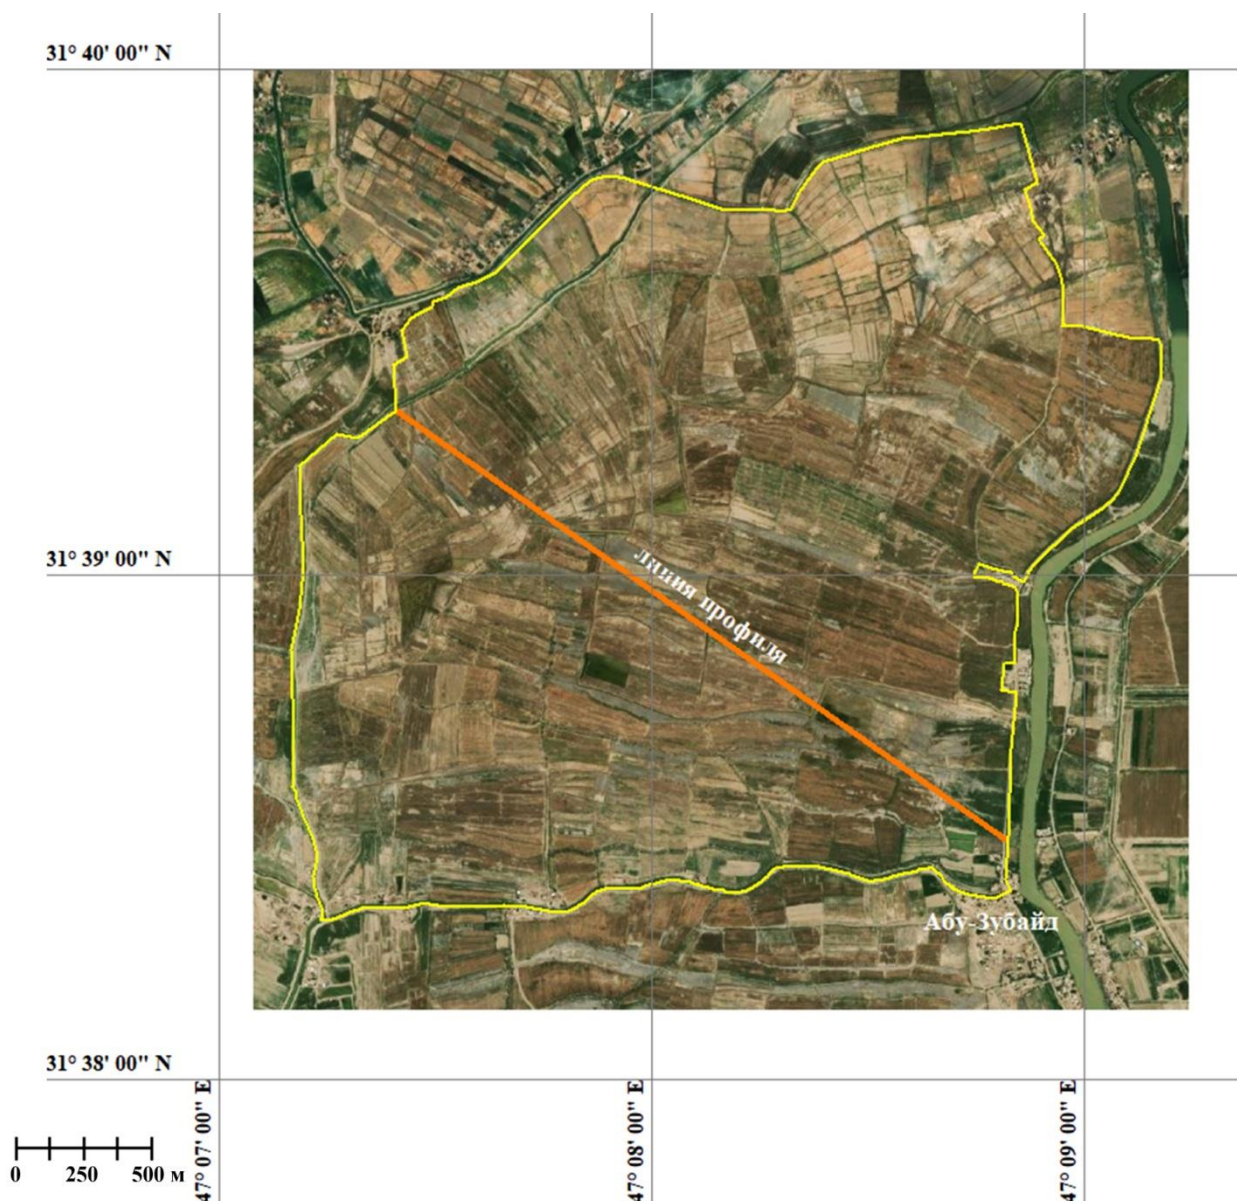 31° 40' 00" N
31° 39' 00" N
линия профиля
Абу-Зубайд
31° 38' 00" N
47° 07' 00" E
47° 08' 00" E
47° 09' 00" E
0 250 500 м